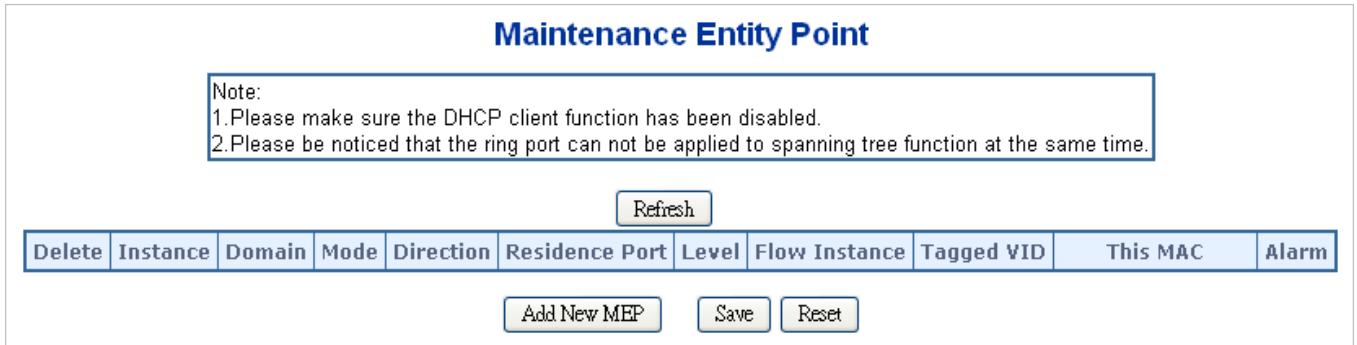 Maintenance Entity Point
Note:
1.Please make sure the DHCP client function has been disabled.
2.Please be noticed that the ring port can not be applied to spanning tree function at the same time.
Refresh
Delete Instance Domain Mode Direction Residence Port Level Flow Instance Tagged VID This MAC Alarm
Add New MEP Save Reset